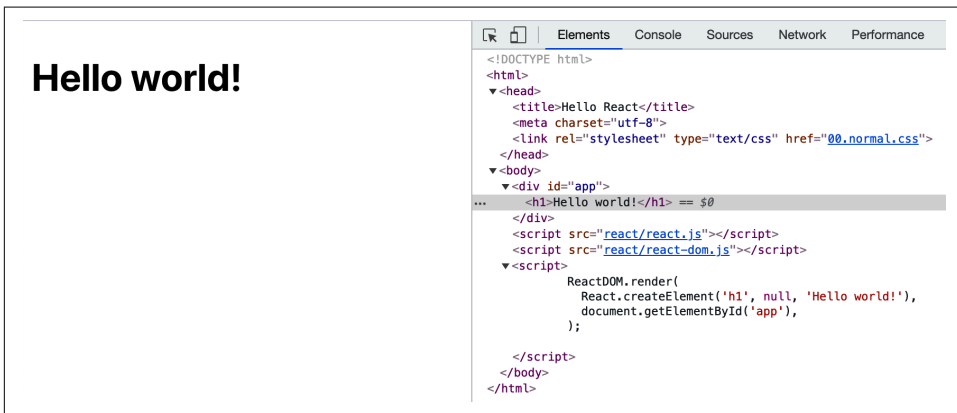 Hello world!
Elements Console Sources Network Performance
<!DOCTYPE html>
<html>
▼<head>
<title>Hello React</title>
<meta charset="utf-8">
<link rel="stylesheet" type="text/css" href="00.normal.css">
</head>
▼<body>
▼<div id="app">
... <h1>Hello world!</h1> == $0
</div>
<script src="react/react.js"></script>
<script src="react/react-dom.js"></script>
▼<script>
ReactDOM.render(
React.createElement('h1', null, 'Hello world!'),
document.getElementById('app'),
);
</script>
</body>
</html>